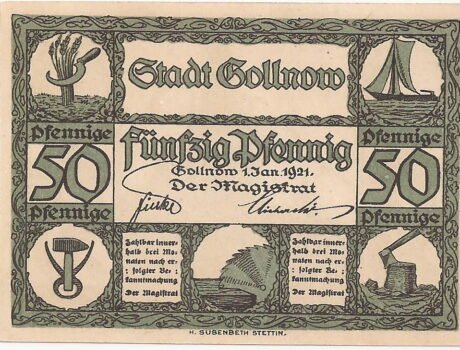 Stadt Gollnow
Pfennige
50
Pfennige
Fünfzig Pfennig
Gollnow 1. Jan. 1921.
Der Magistrat
Pfennige
50
Pfennige
Zahlbar inner-
halb drei Mo-
naten nach er-
: folgter Be- :
kanntmachung
Der Magistrat
Zahlbar inner-
halb drei Mo-
naten nach er-
: folgter Be- :
kanntmachung
Der Magistrat
H. SUBENBETH STETTIN.